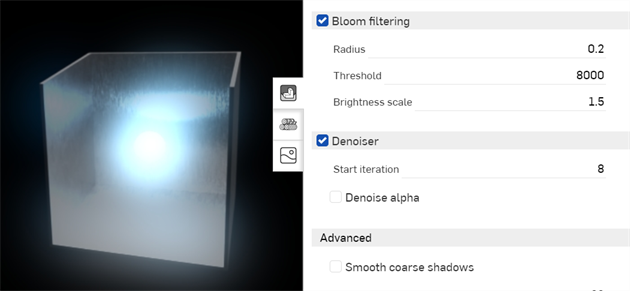 Bloom filtering
Radius 0.2
Threshold 8000
Brightness scale 1.5
Denoiser
Start iteration 8
Denoise alpha
Advanced
Smooth coarse shadows